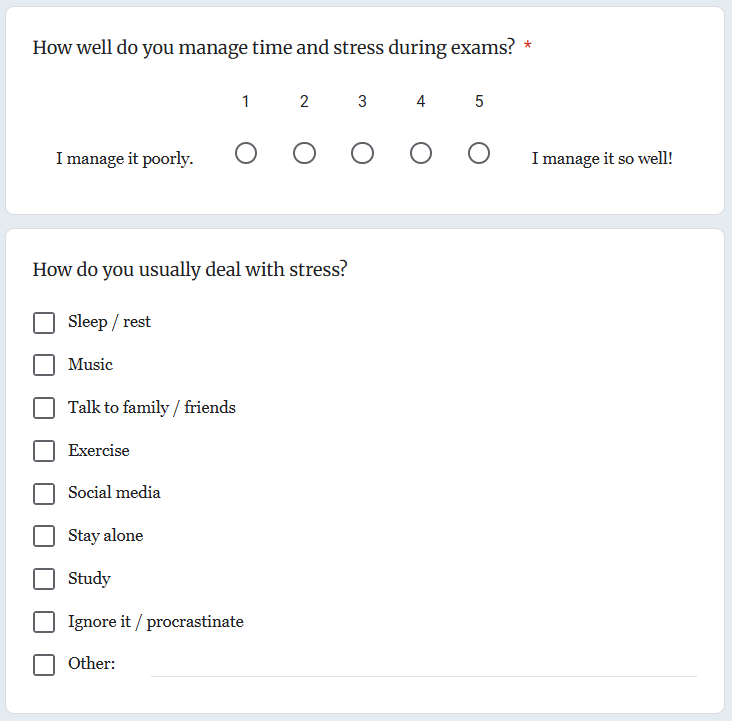 How well do you manage time and stress during exams? *
1 2 3 4 5
I manage it poorly. I manage it so well!
How do you usually deal with stress?
Sleep / rest
Music
Talk to family / friends
Exercise
Social media
Stay alone
Study
Ignore it / procrastinate
Other: